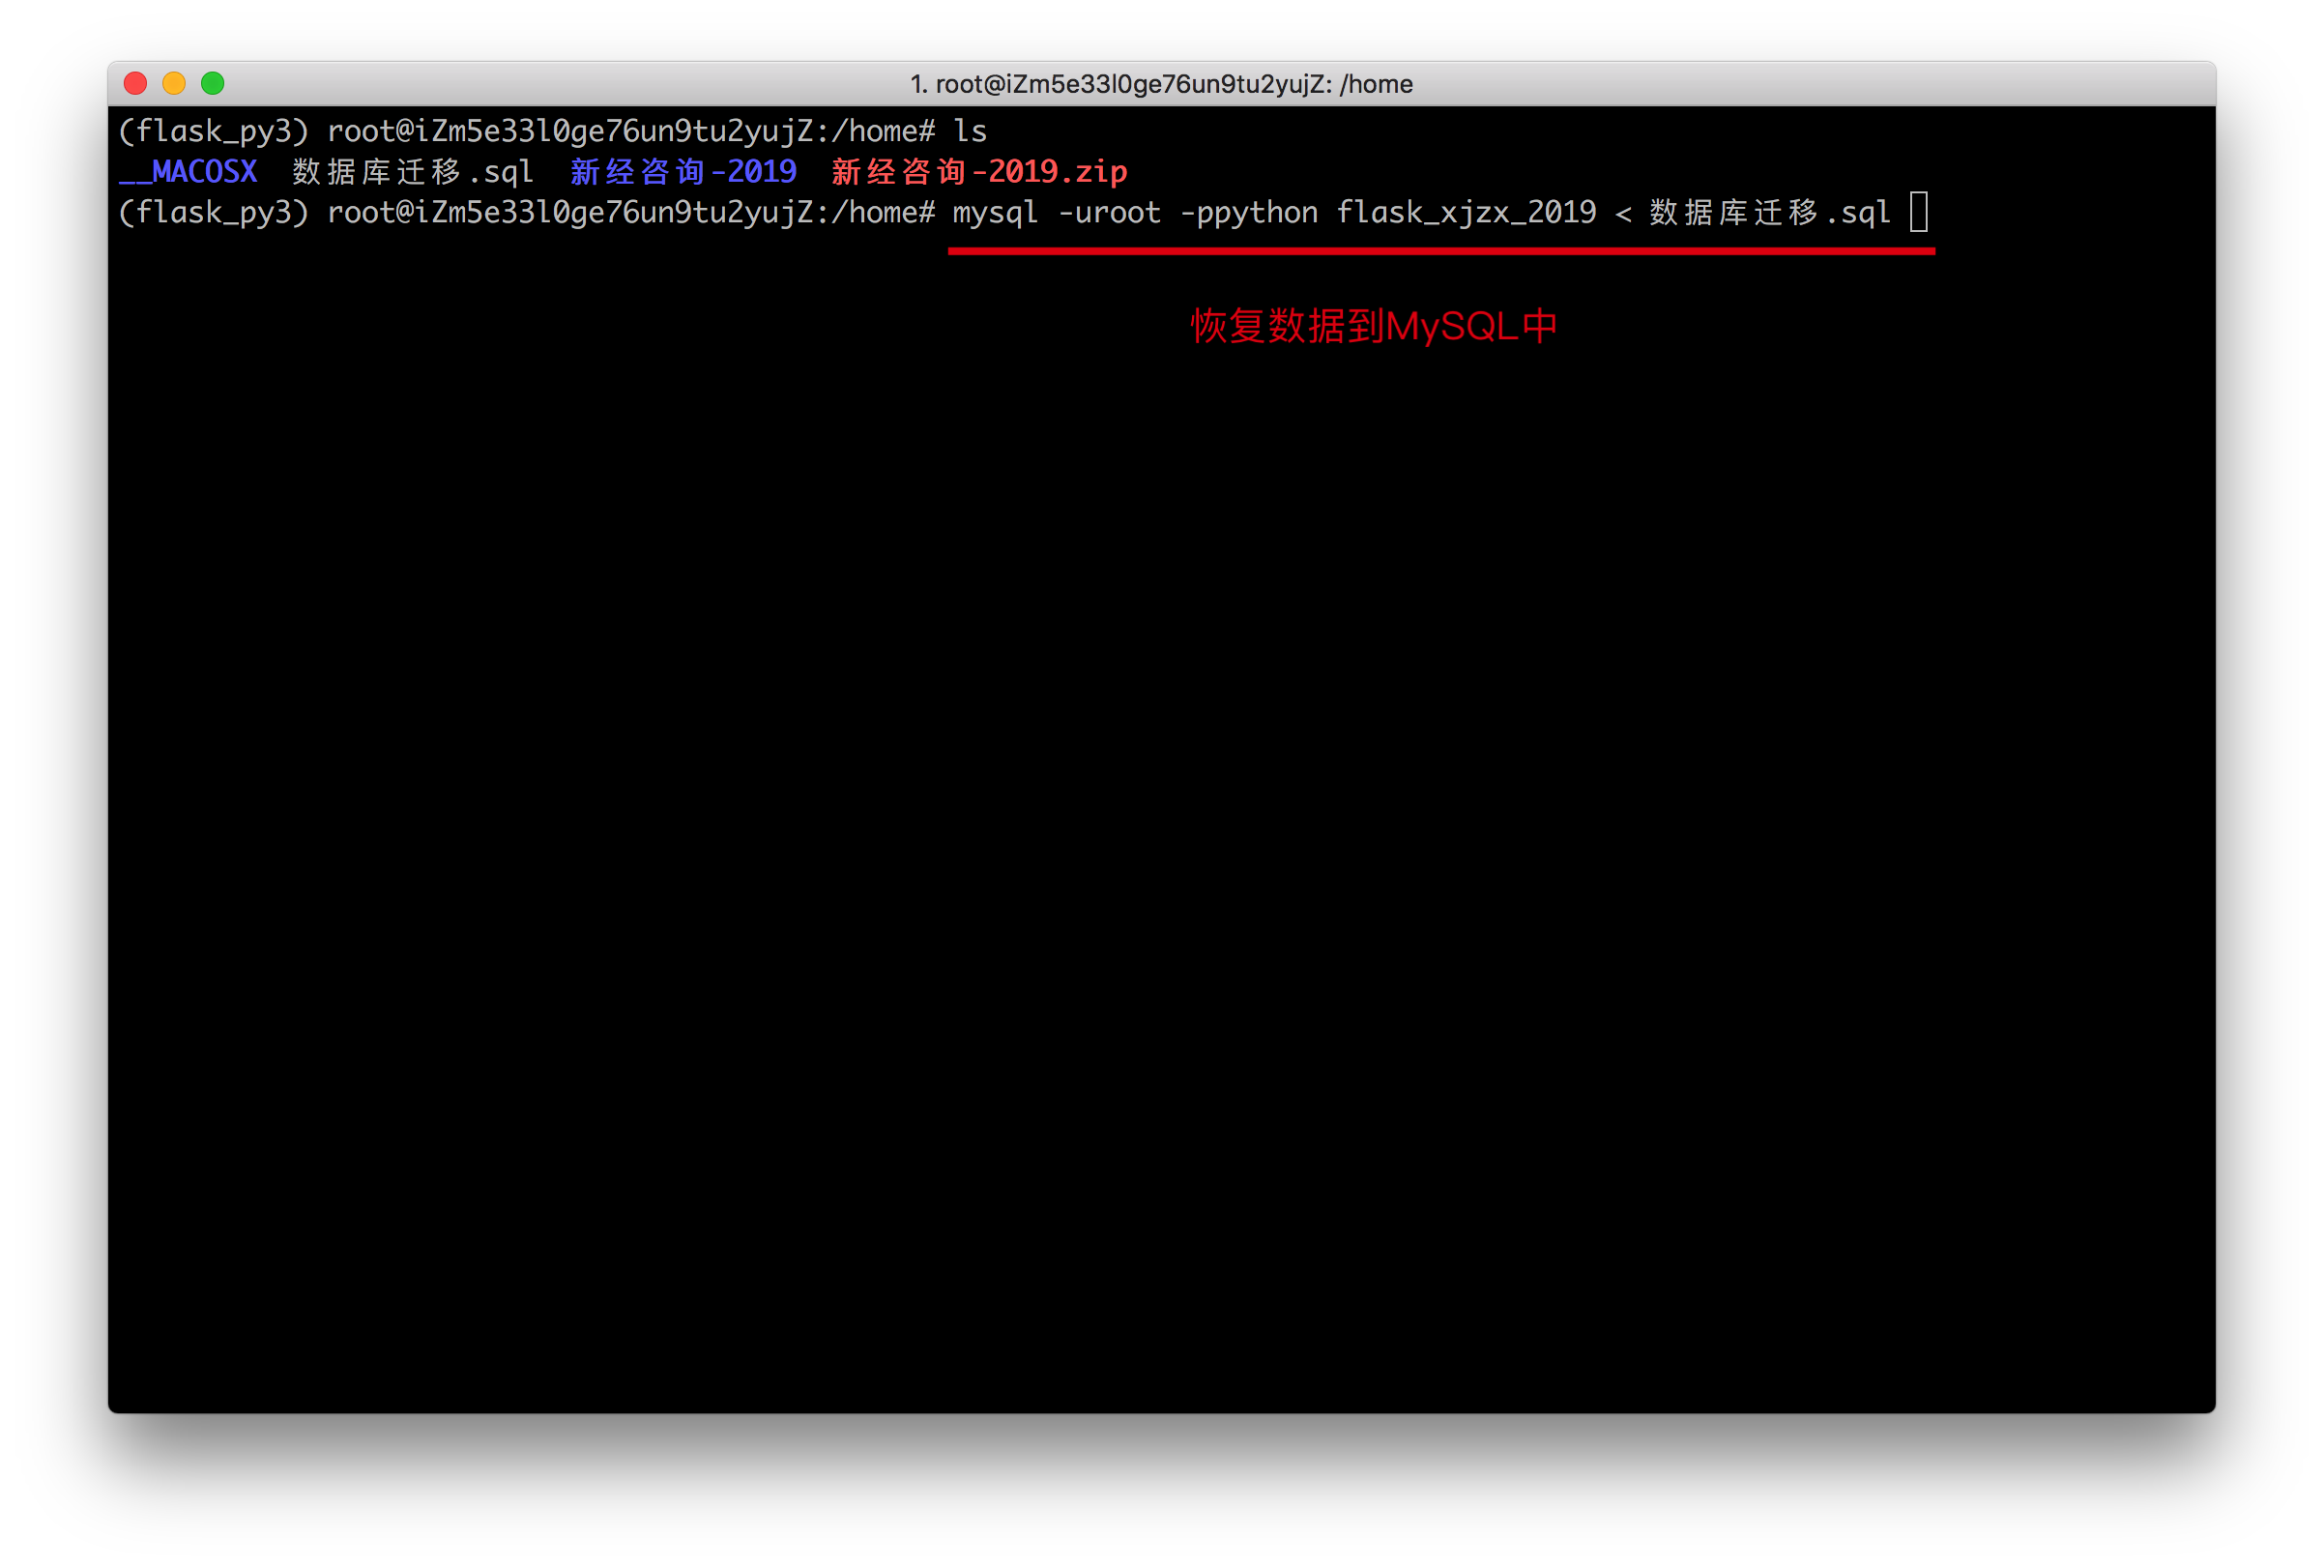 1. root@iZm5e33l0ge76un9tu2yujZ: /home
(flask_py3) root@iZm5e33l0ge76un9tu2yujZ:/home# ls
__MACOSX  数据库迁移.sql  新经咨询-2019  新经咨询-2019.zip
(flask_py3) root@iZm5e33l0ge76un9tu2yujZ:/home# mysql -uroot -ppython flask_xjzx_2019 < 数据库迁移.sql
恢复数据到MySQL中